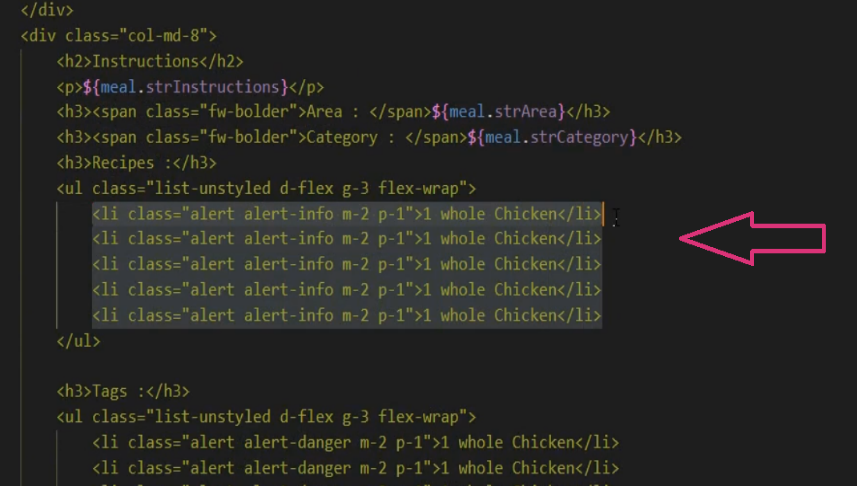 </div>
<div class="col-md-8">
<h2>Instructions</h2>
<p>${meal.strInstructions}</p>
<h3><span class="fw-bolder">Area : </span>${meal.strArea}</h3>
<h3><span class="fw-bolder">Category : </span>${meal.strCategory}</h3>
<h3>Recipes :</h3>
<ul class="list-unstyled d-flex g-3 flex-wrap">
<li class="alert alert-info m-2 p-1">1 whole Chicken</li>
<li class="alert alert-info m-2 p-1">1 whole Chicken</li>
<li class="alert alert-info m-2 p-1">1 whole Chicken</li>
<li class="alert alert-info m-2 p-1">1 whole Chicken</li>
<li class="alert alert-info m-2 p-1">1 whole Chicken</li>
</ul>
<h3>Tags :</h3>
<ul class="list-unstyled d-flex g-3 flex-wrap">
<li class="alert alert-danger m-2 p-1">1 whole Chicken</li>
<li class="alert alert-danger m-2 p-1">1 whole Chicken</li>